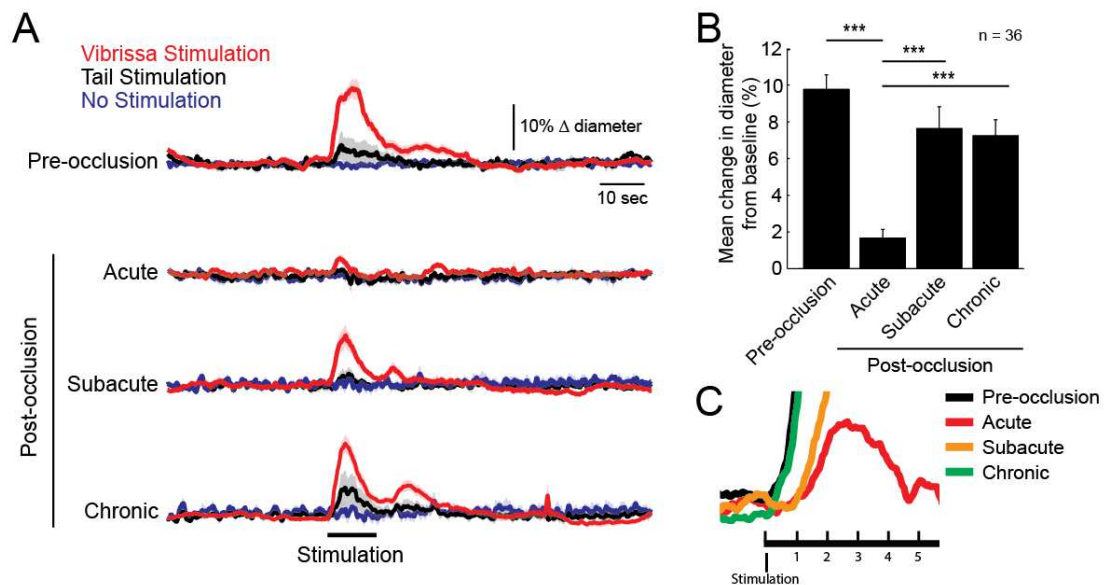 A
Vibrissa Stimulation
Tail Stimulation
No Stimulation
10% Δ diameter
Pre-occlusion
10 sec
Post-occlusion
Acute
Subacute
Chronic
Stimulation
B
n = 36
***
***
***
Mean change in diameter
from baseline (%)
12
10
8
6
4
2
0
Pre-occlusion
Acute
Subacute
Chronic
Post-occlusion
C
Pre-occlusion
Acute
Subacute
Chronic
1 2 3 4 5
Stimulation